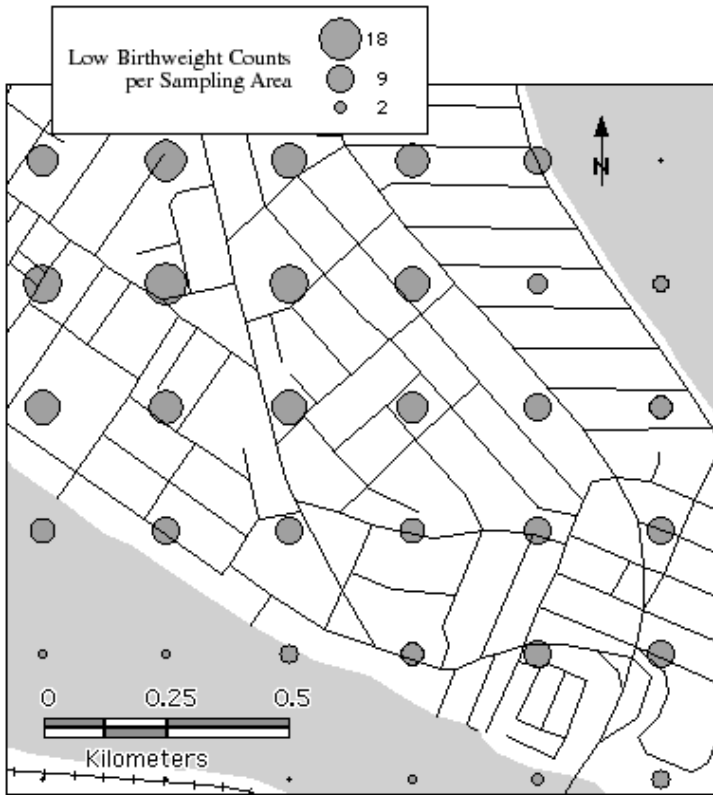 Low Birthweight Counts
per Sampling Area
18
9
2
N
0 0.25 0.5
Kilometers